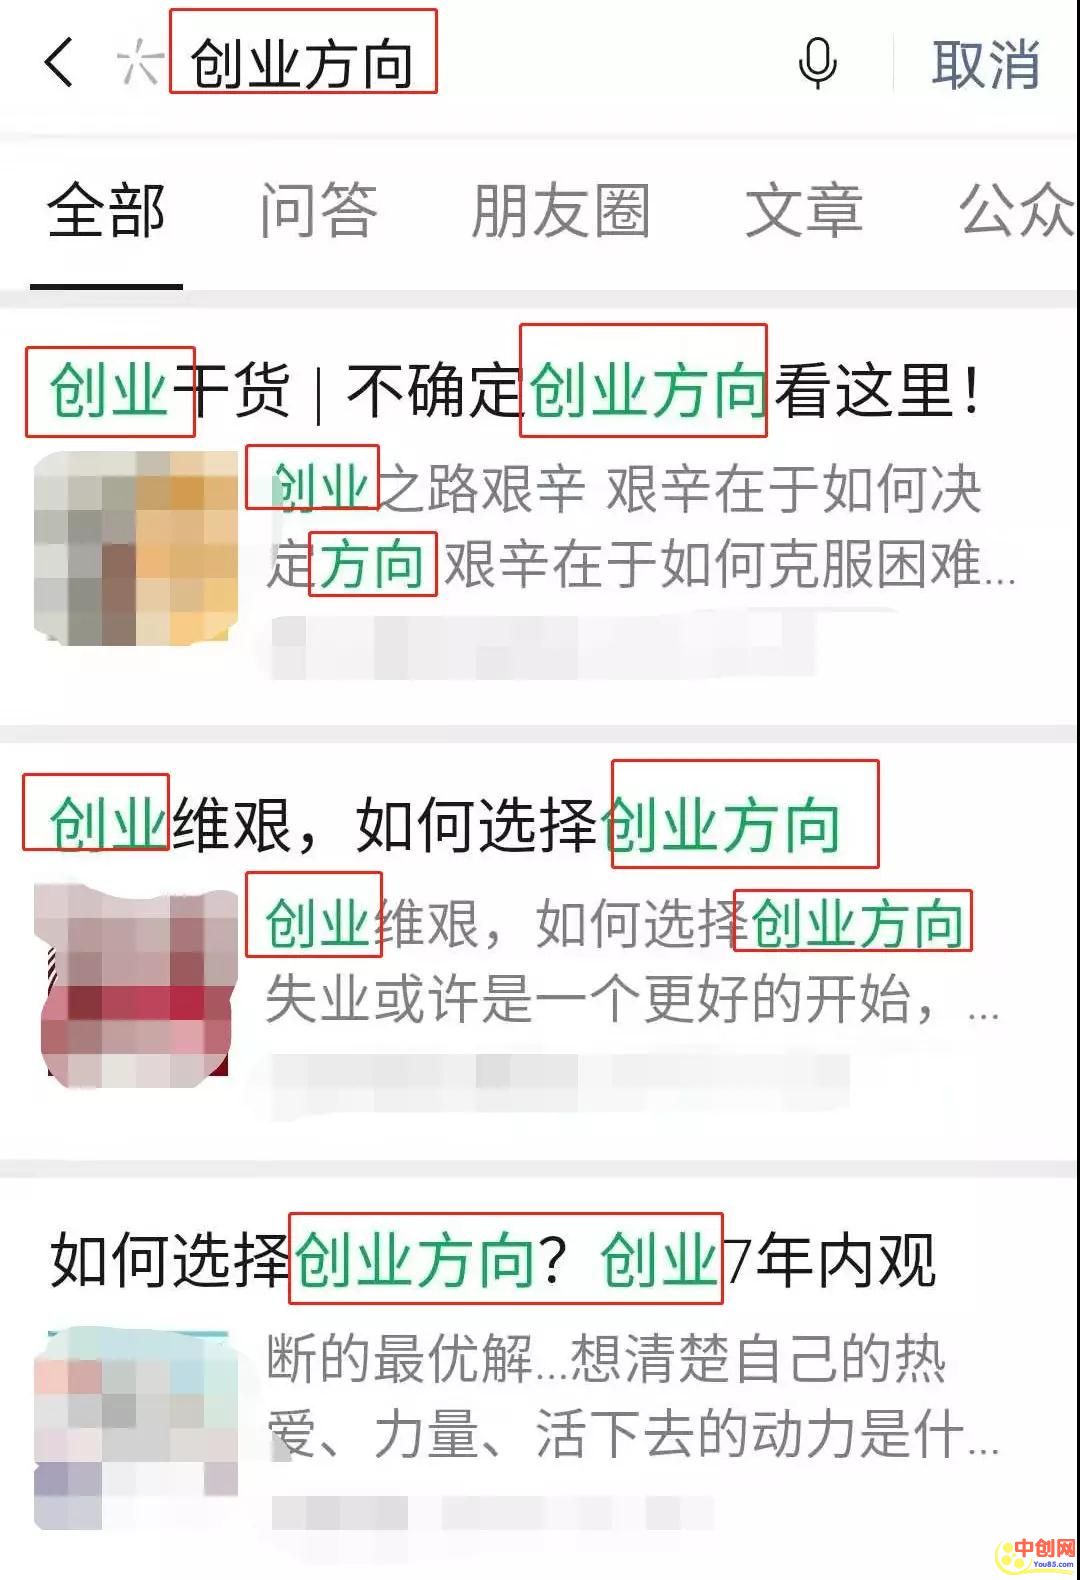 创业方向
取消
全部 问答 朋友圈 文章 公众
创业干货 | 不确定创业方向看这里!
创业之路艰辛 艰辛在于如何决
定方向 艰辛在于如何克服困难...
创业维艰，如何选择创业方向
创业维艰，如何选择创业方向
失业或许是一个更好的开始，...
如何选择创业方向？创业7年内观
断的最优解...想清楚自己的热
爱、力量、活下去的动力是什...
中创网
You85.com